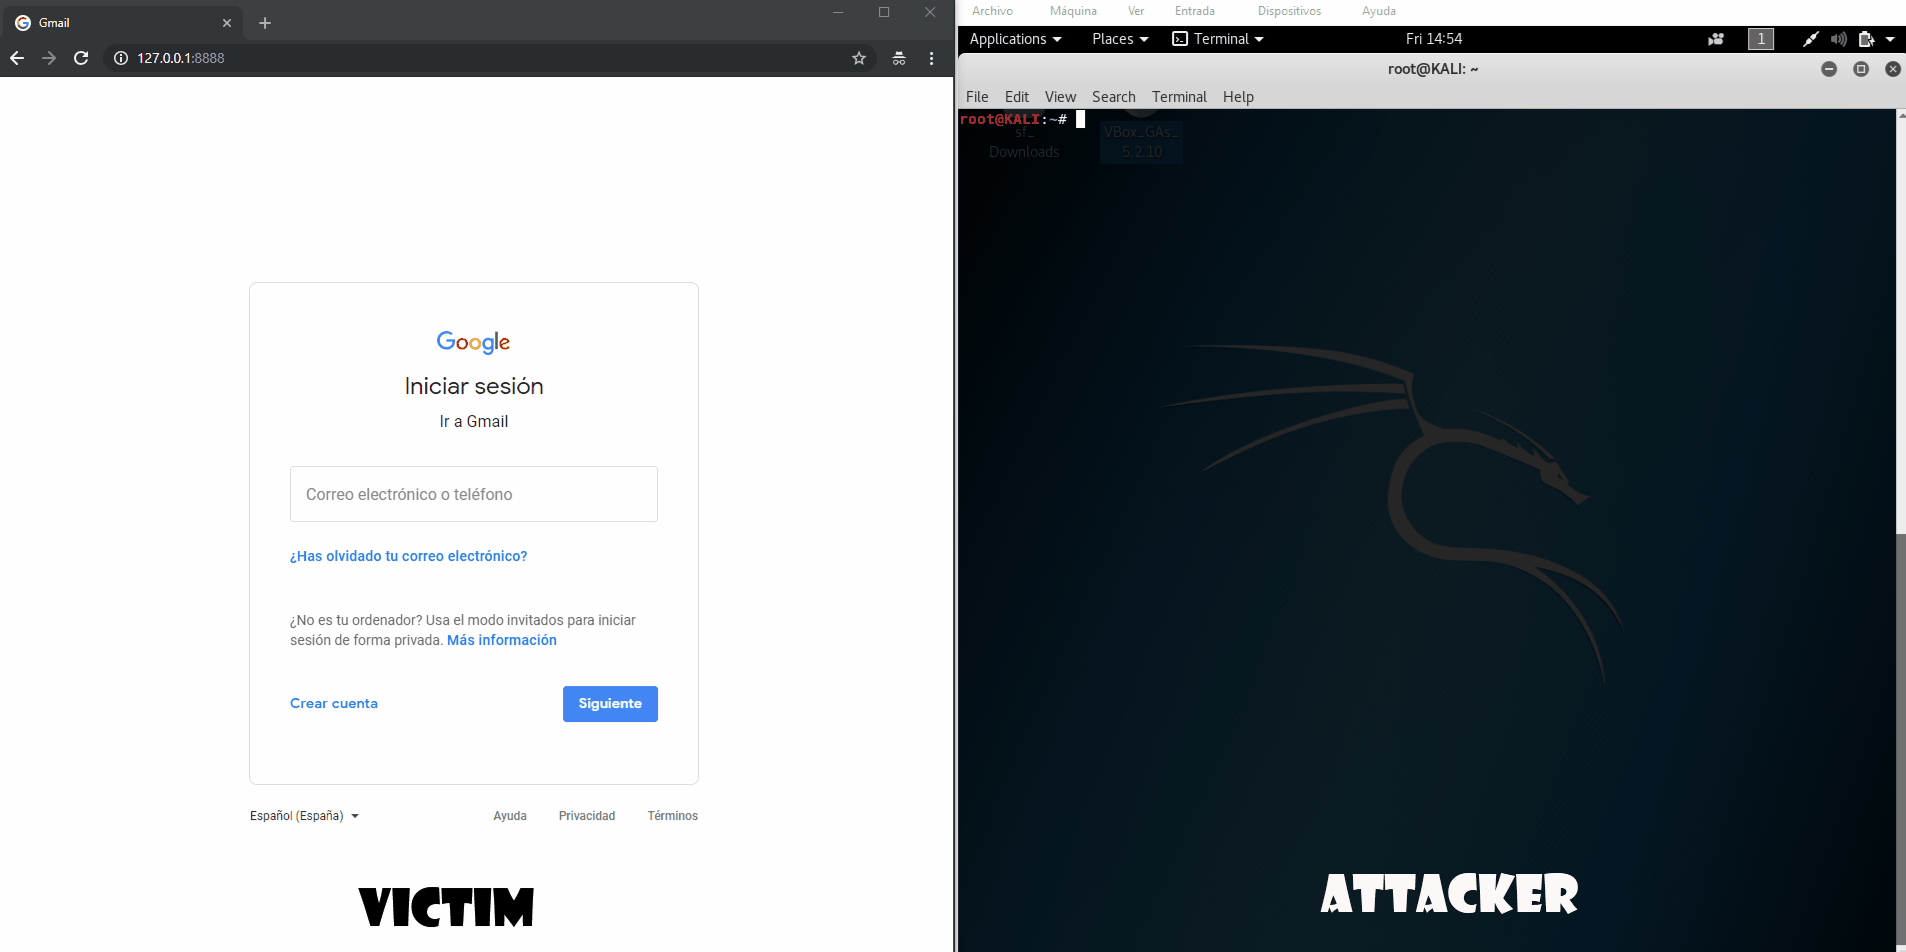 Gmail
127.0.0.1:8888
Google
Iniciar sesión
Ir a Gmail
Correo electrónico o teléfono
¿Has olvidado tu correo electrónico?
¿No es tu ordenador? Usa el modo invitados para iniciar
sesión de forma privada. Más información
Crear cuenta
Siguiente
Español (España)
Ayuda Privacidad Términos
VICTIM
Archivo Máquina Ver Entrada Dispositivos Ayuda
Applications Places Terminal Fri 14:54 1
root@KALI: ~
File Edit View Search Terminal Help
root@KALI:~#
sf_ VBox_GAs_
Downloads 5.2.10
ATTACKER